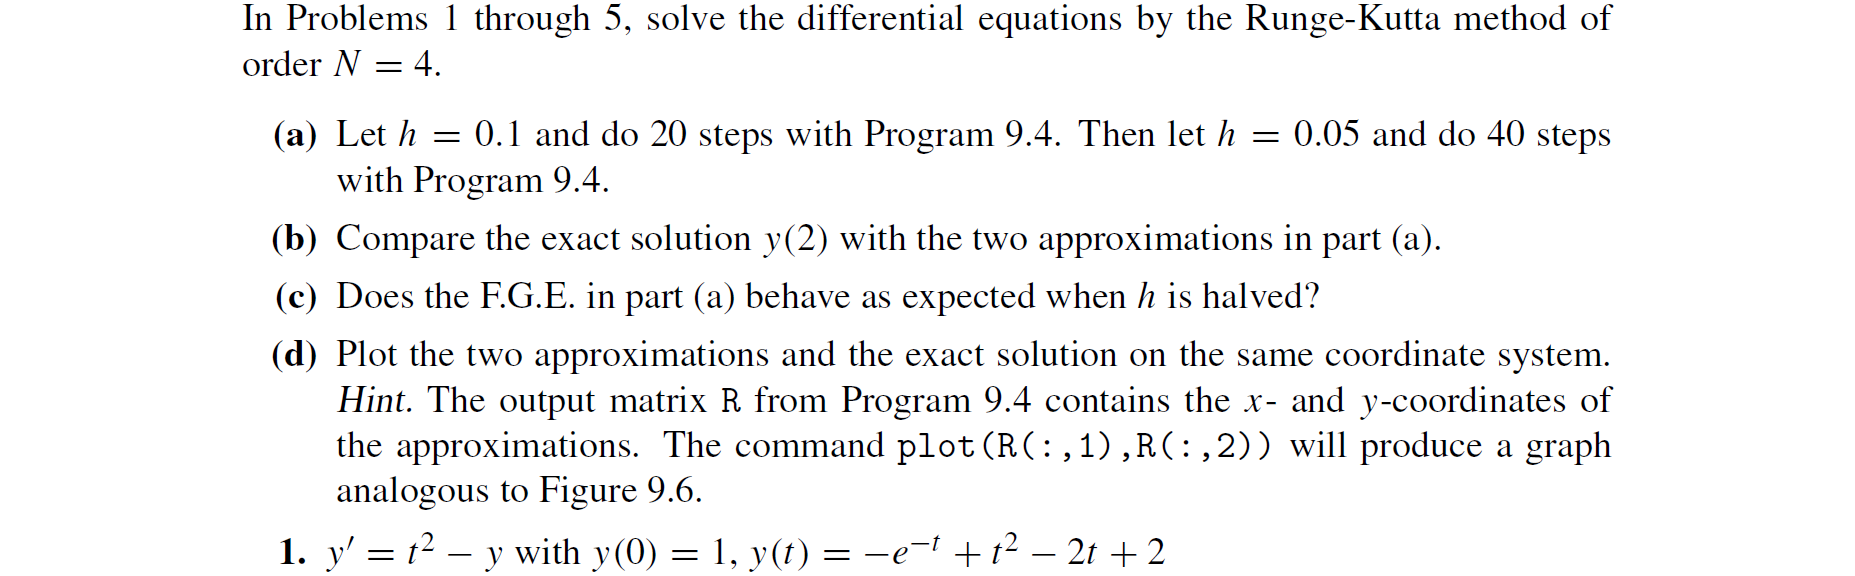 In Problems 1 through 5, solve the differential equations by the Runge-Kutta method of
order N = 4.
(a) Let h = 0.1 and do 20 steps with Program 9.4. Then let h = 0.05 and do 40 steps
with Program 9.4.
(b) Compare the exact solution y(2) with the two approximations in part (a).
(c) Does the F.G.E. in part (a) behave as expected when h is halved?
(d) Plot the two approximations and the exact solution on the same coordinate system.
Hint. The output matrix R from Program 9.4 contains the x- and y-coordinates of
the approximations. The command plot(R(:,1),R(:,2)) will produce a graph
analogous to Figure 9.6.
1. y′ = t² − y with y(0) = 1, y(t) = −e⁻ᵗ + t² − 2t + 2